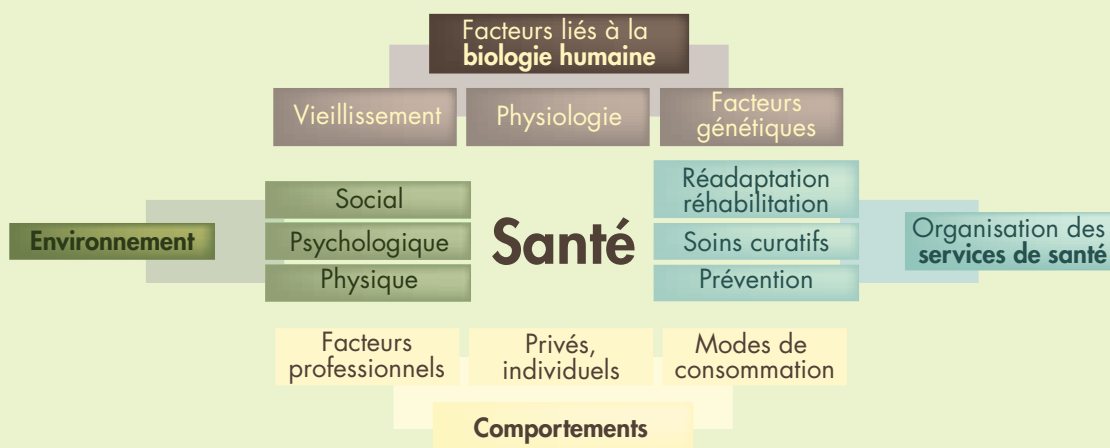 Facteurs liés à la
biologie humaine
Vieillissement
Physiologie
Facteurs
génétiques
Environnement
Social
Psychologique
Physique
Santé
Réadaptation
réhabilitation
Soins curatifs
Prévention
Organisation des
services de santé
Facteurs
professionnels
Privés,
individuels
Modes de
consommation
Comportements